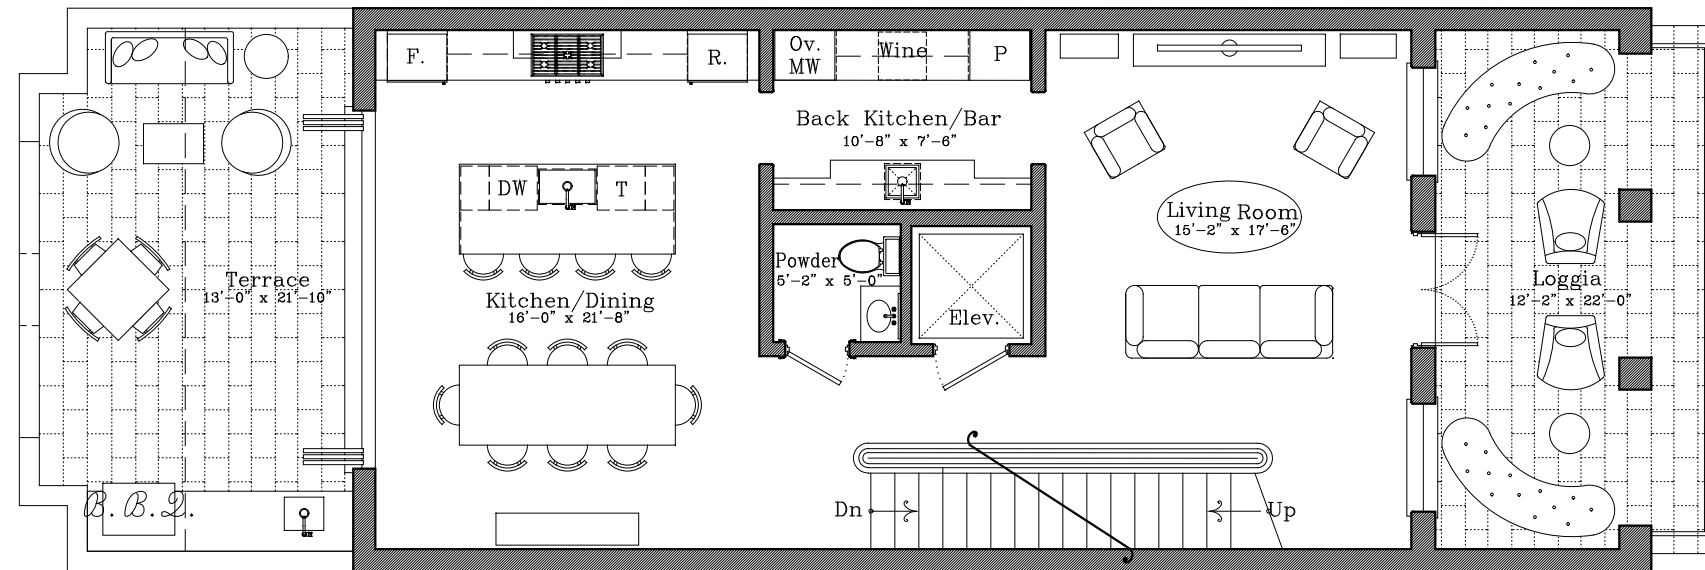 F.
R.
Ov.
MW
Wine
P
Back Kitchen/Bar
10'-8" x 7'-6"
DW
T
Living Room
15'-2" x 17'-6"
Powder
5'-2" x 5'-0"
Elev.
Terrace
13'-0" x 21'-10"
Kitchen/Dining
16'-0" x 21'-8"
Loggia
12'-2" x 22'-0"
B.B.Q.
Dn
Up